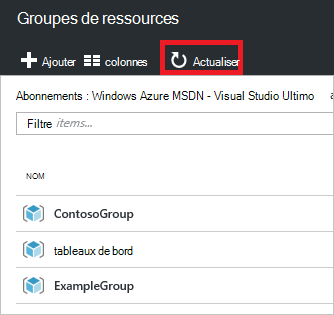 Groupes de ressources
Ajouter colonnes Actualiser
Abonnements : Windows Azure MSDN - Visual Studio Ultimo
Filtre items...
NOM
ContosoGroup
tableaux de bord
ExampleGroup